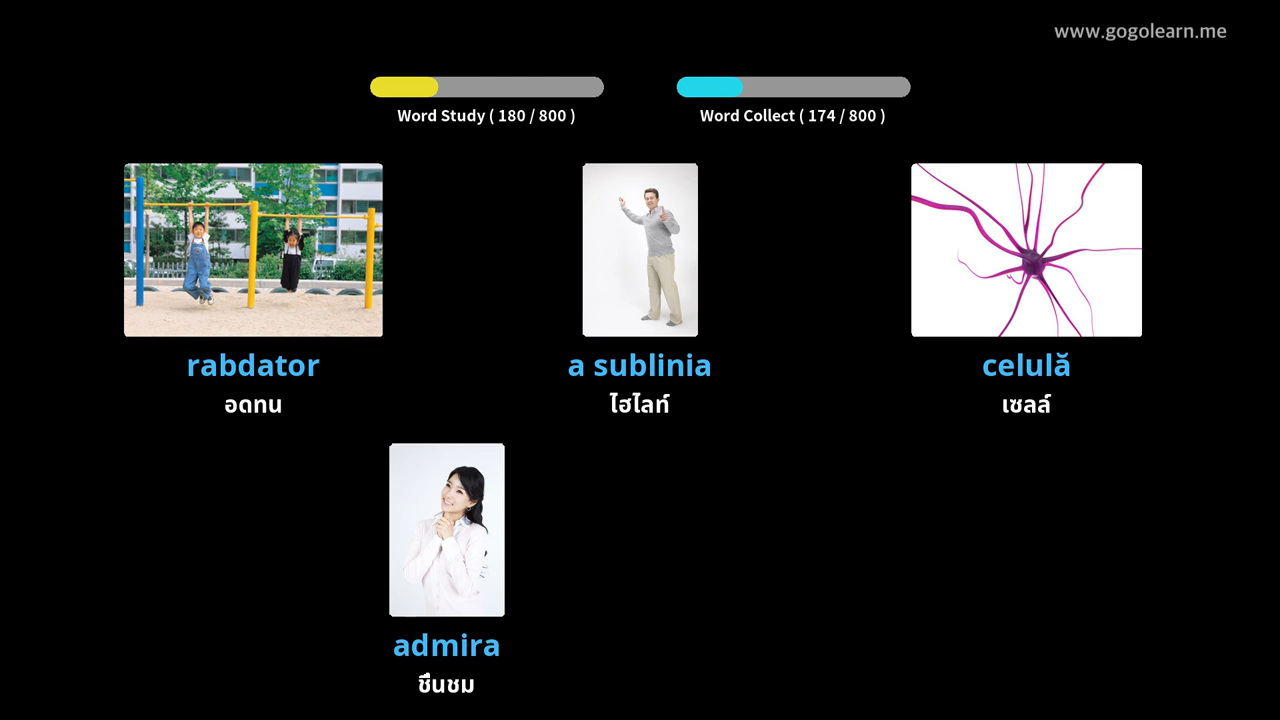 www.gogolearn.me
Word Study ( 180 / 800 )
Word Collect ( 174 / 800 )
rabdator
อดทน
a sublinia
ไฮไลท์
celulă
เซลล์
admira
ชื่นชม